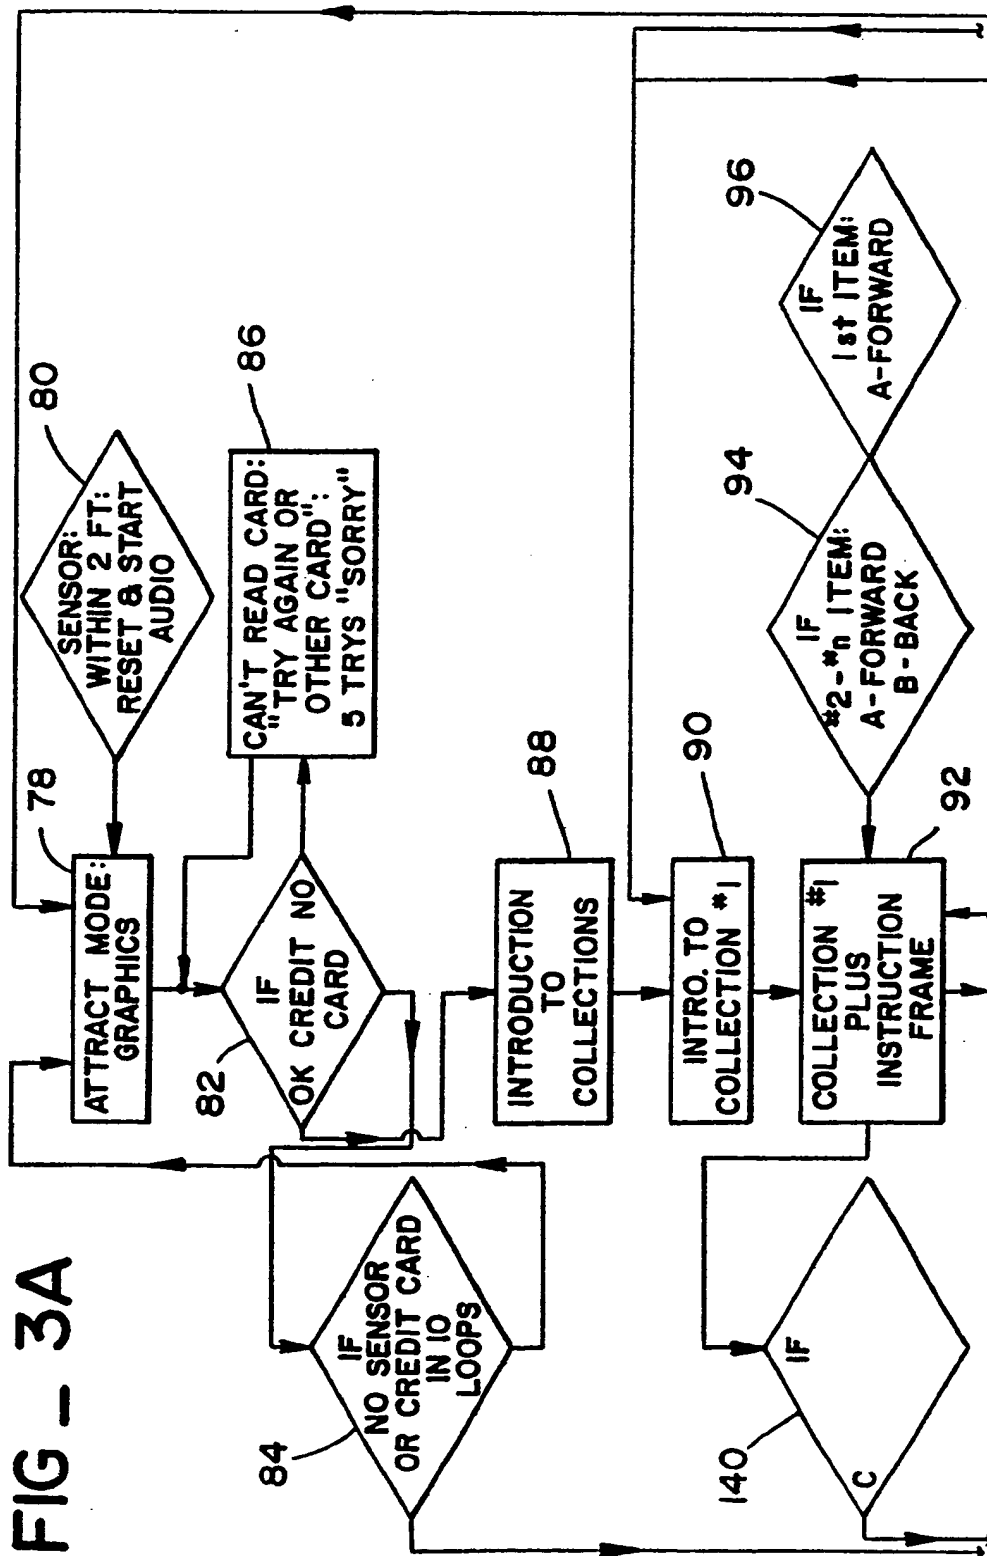 FIG - 3A
80
SENSOR:
WITHIN 2 FT:
RESET & START
AUDIO
78
ATTRACT MODE:
GRAPHICS
86
CAN'T READ CARD:
"TRY AGAIN OR
OTHER CARD":
5 TRYS "SORRY"
82
IF
OK CREDIT NO
CARD
84
IF
NO SENSOR
OR CREDIT CARD
IN 10
LOOPS
88
INTRODUCTION
TO
COLLECTIONS
90
INTRO. TO
COLLECTION #1
96
IF
1st ITEM:
A-FORWARD
94
IF
#2-#n ITEM:
A-FORWARD
B-BACK
92
COLLECTION #1
PLUS
INSTRUCTION
FRAME
140
IF
C